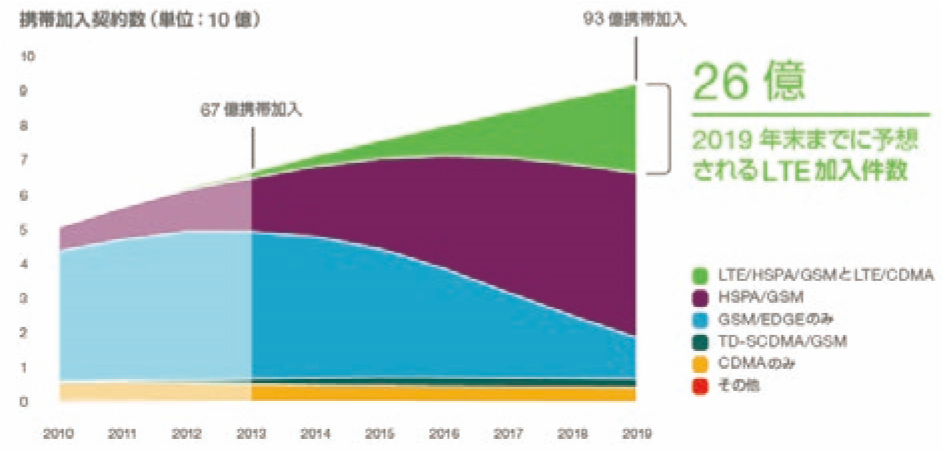 携帯加入契約数（単位：10 億）
93 億携帯加入
10
9
8
7
6
5
4
3
2
1
0
67 億携帯加入
26 億
2019 年末までに予想
されるLTE 加入件数
LTE/HSPA/GSMとLTE/CDMA
HSPA/GSM
GSM/EDGEのみ
TD-SCDMA/GSM
CDMAのみ
その他
2010
2011
2012
2013
2014
2015
2016
2017
2018
2019